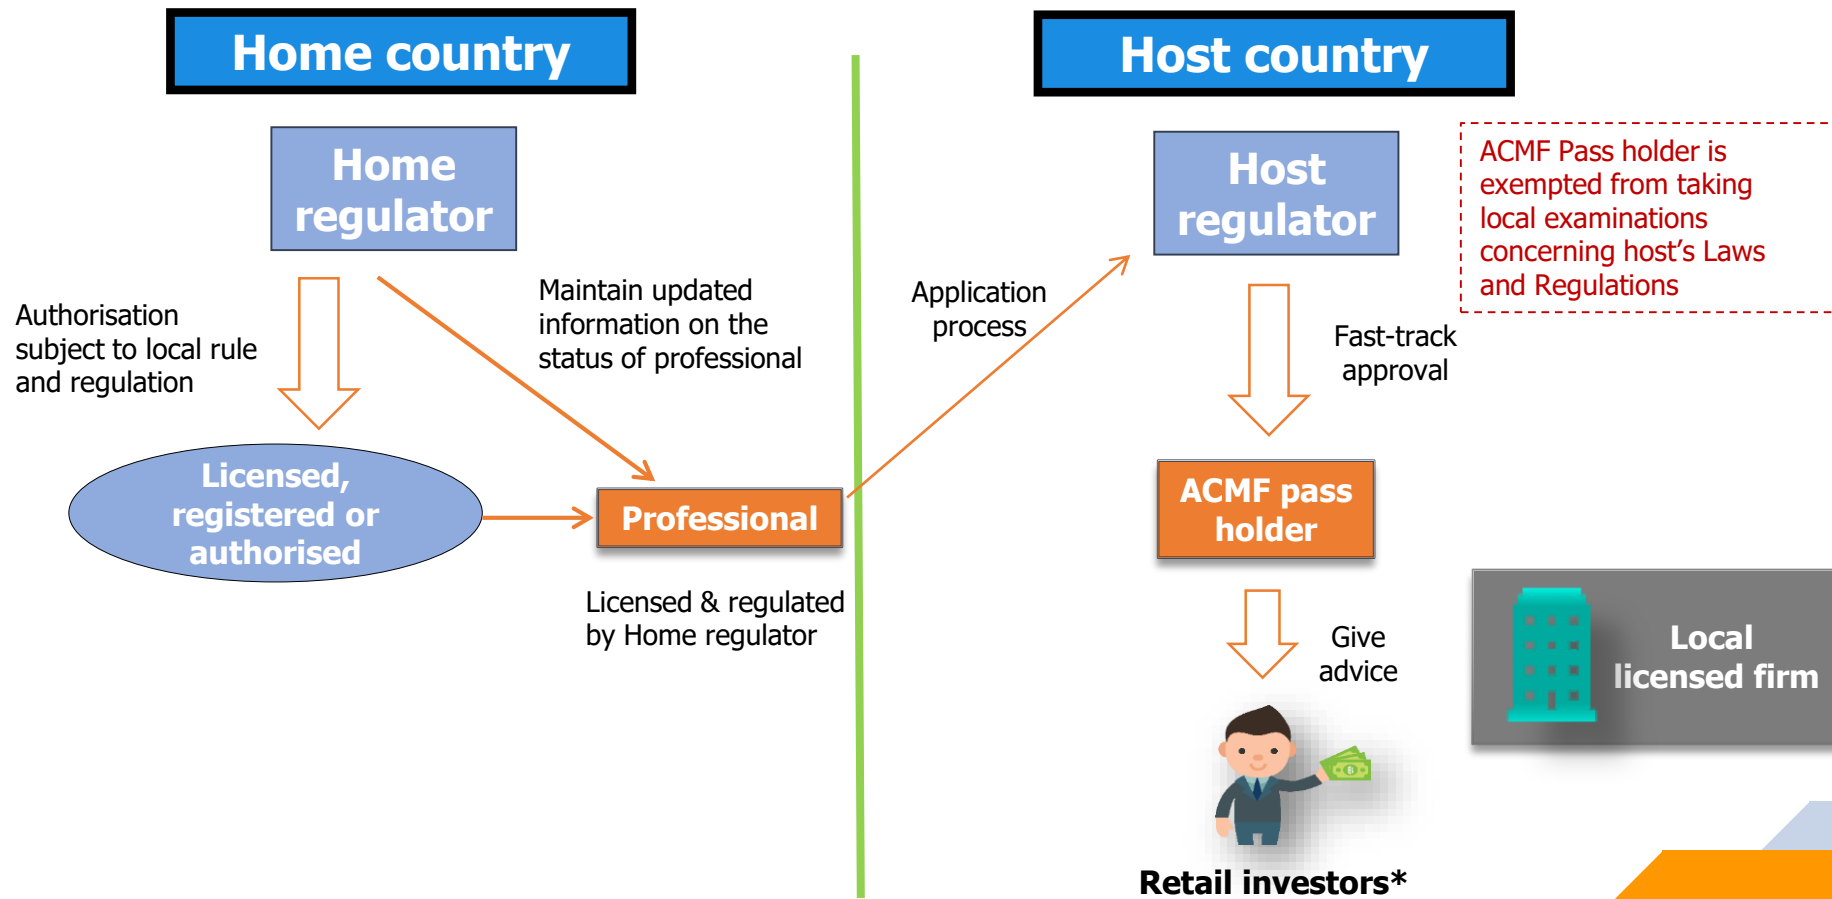 Home country
Host country
Home
regulator
Host
regulator
ACMF Pass holder is
exempted from taking
local examinations
concerning host's Laws
and Regulations
Authorisation
subject to local rule
and regulation
Maintain updated
information on the
status of professional
Application
process
Fast-track
approval
Licensed,
registered or
authorised
Professional
ACMF pass
holder
Licensed & regulated
by Home regulator
Give
advice
Local
licensed firm
Retail investors*